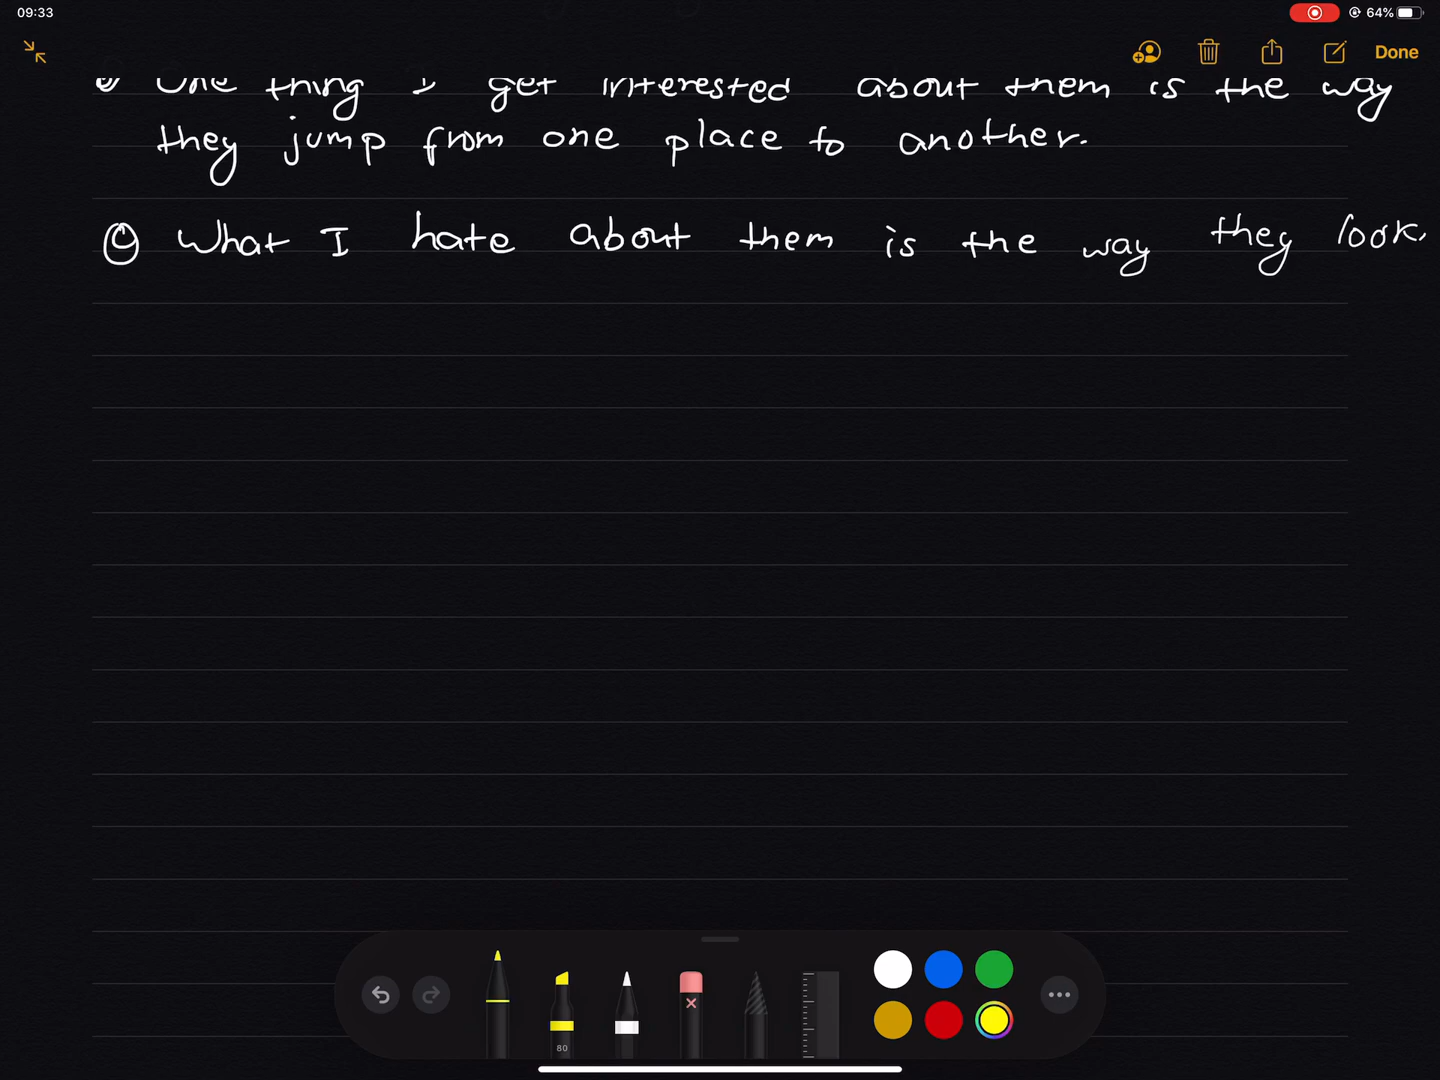 09:33
64%
Done
One thing I get interested about them is the way
they jump from one place to another.
What I hate about them is the way they look.
80